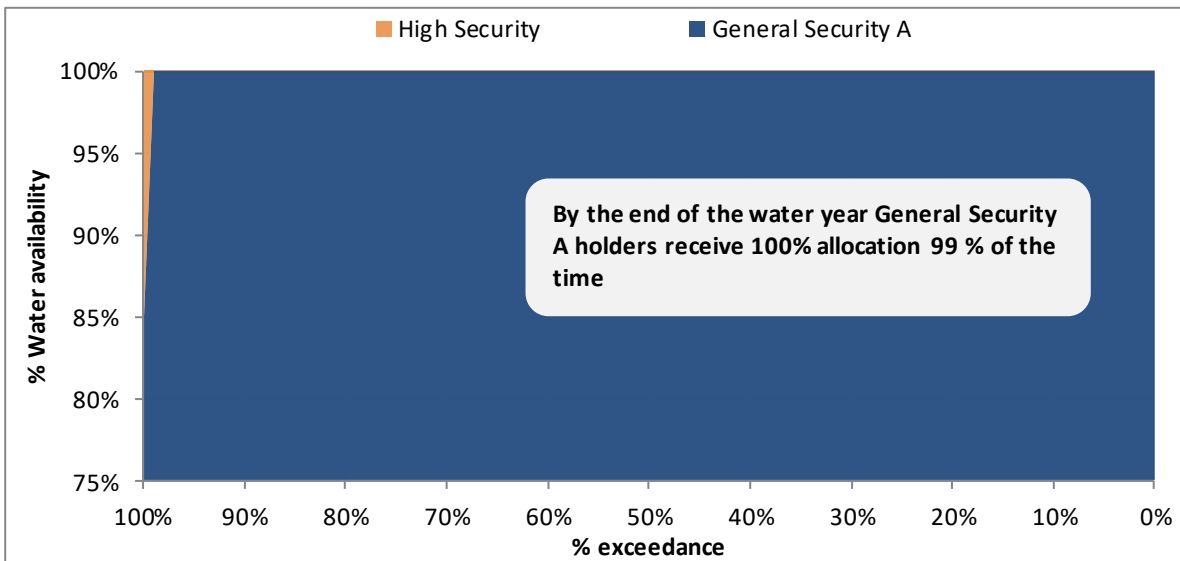 High Security
General Security A
100%
95%
90%
85%
80%
75%
% Water availability
By the end of the water year General Security
A holders receive 100% allocation 99 % of the
time
100%
90%
80%
70%
60%
50%
40%
30%
20%
10%
0%
% exceedance